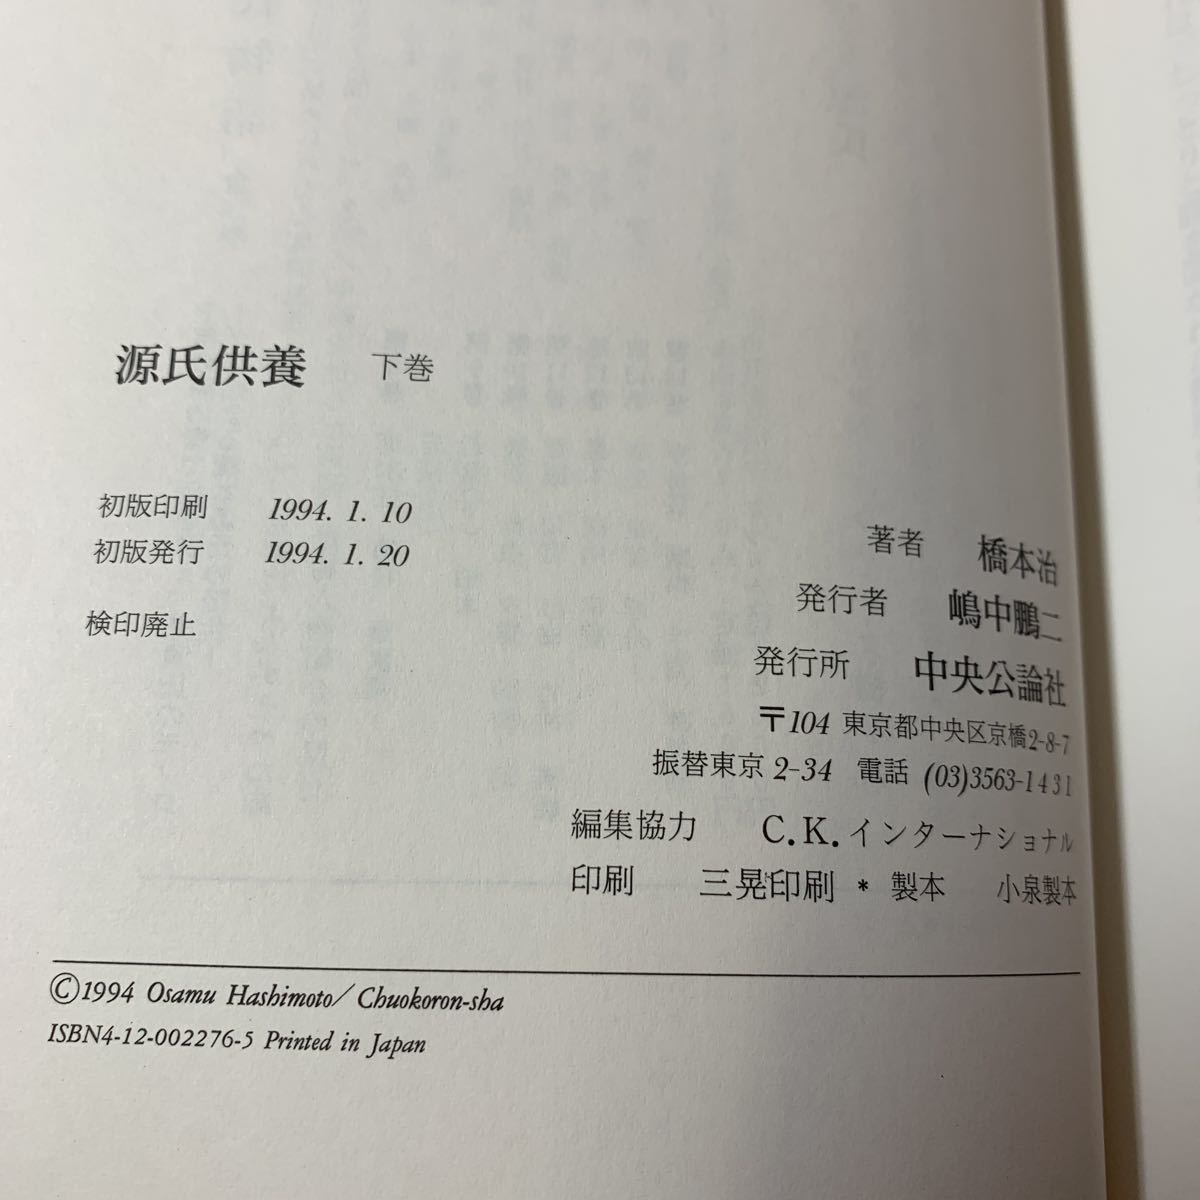 源氏供養 下巻
初版印刷 1994. 1. 10
初版発行 1994. 1. 20
検印廃止
著者 橋本治
発行者 嶋中鵬二
発行所 中央公論社
〒104 東京都中央区京橋2-8-7
振替東京 2-34 電話 (03)3563-1431
編集協力 C.K.インターナショナル
印刷 三晃印刷 * 製本 小泉製本
©1994 Osamu Hashimoto/ Chuokoron-sha
ISBN4-12-002276-5 Printed in Japan